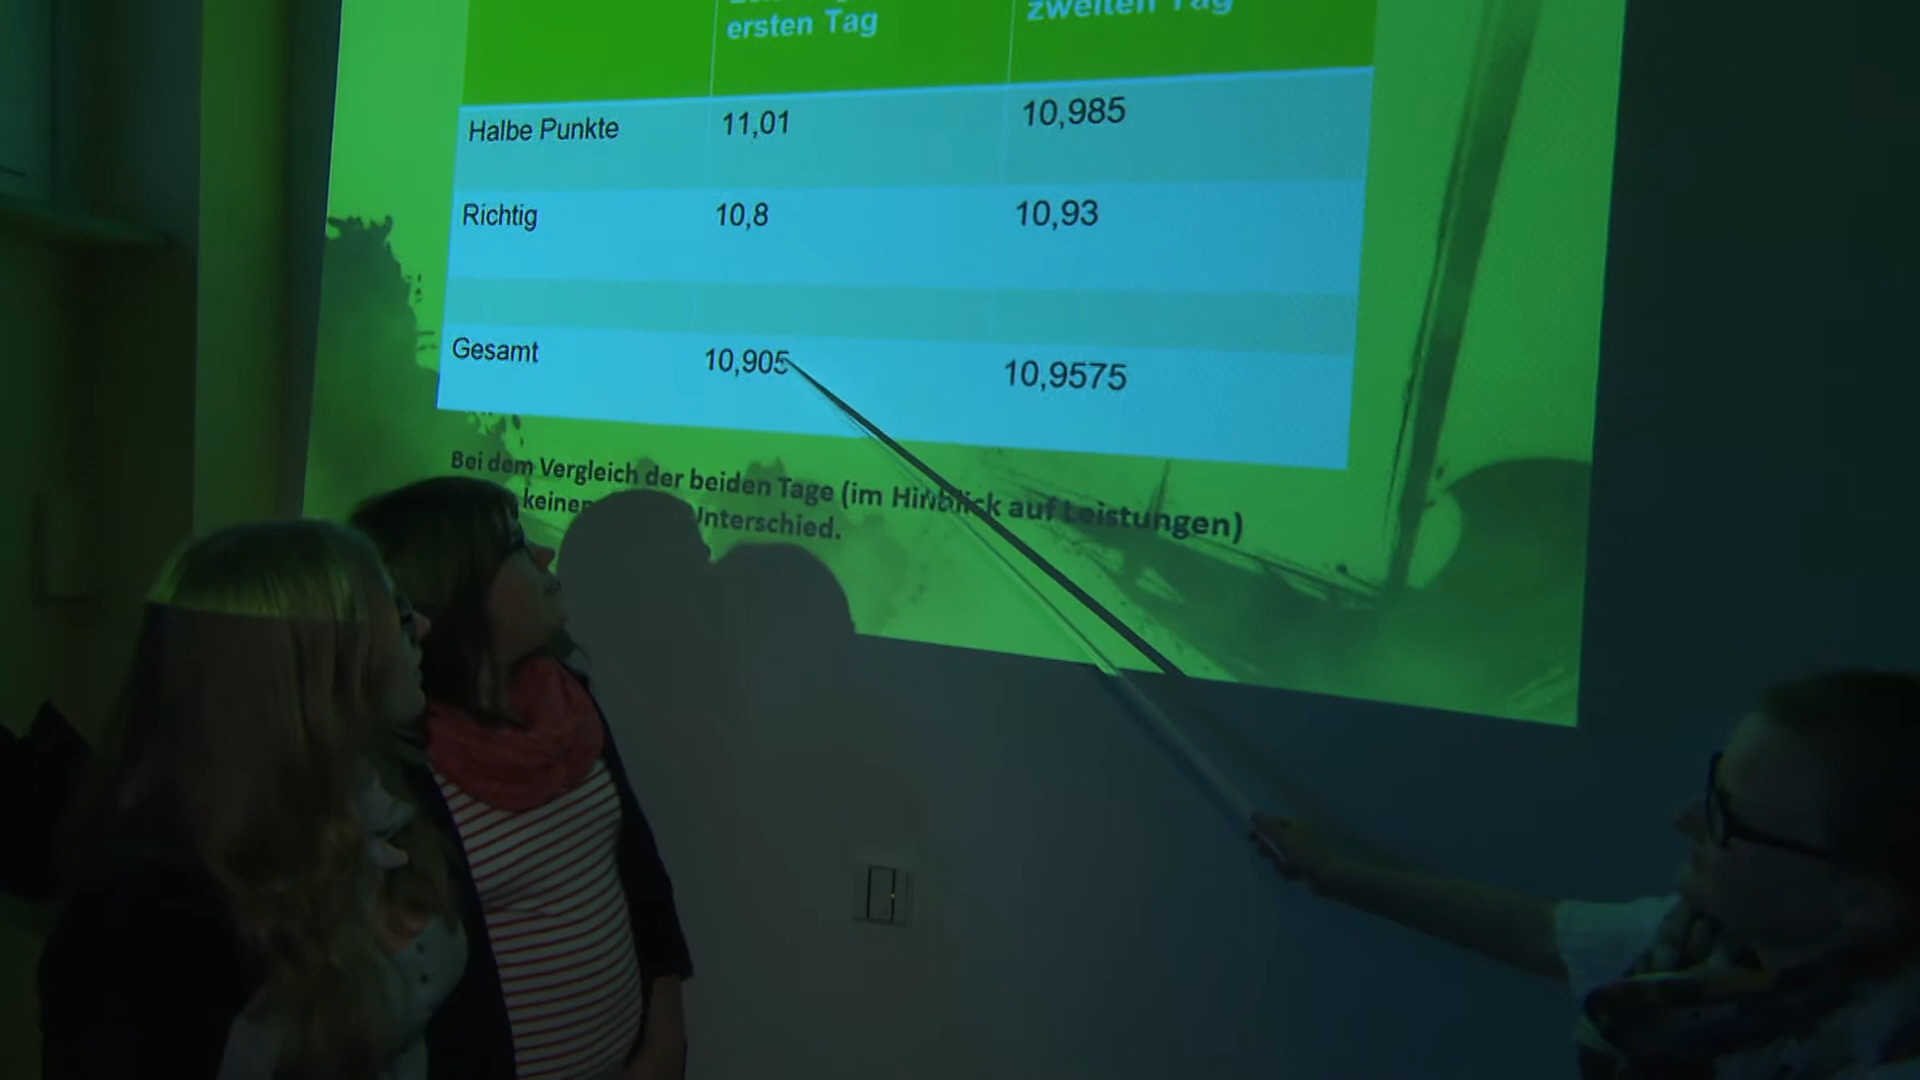 ersten Tag
zweiten Tag
Halbe Punkte 11,01 10,985
Richtig 10,8 10,93
Gesamt 10,905 10,9575
Bei dem Vergleich der beiden Tage (im Hinblick auf Leistungen)
keinen Unterschied.